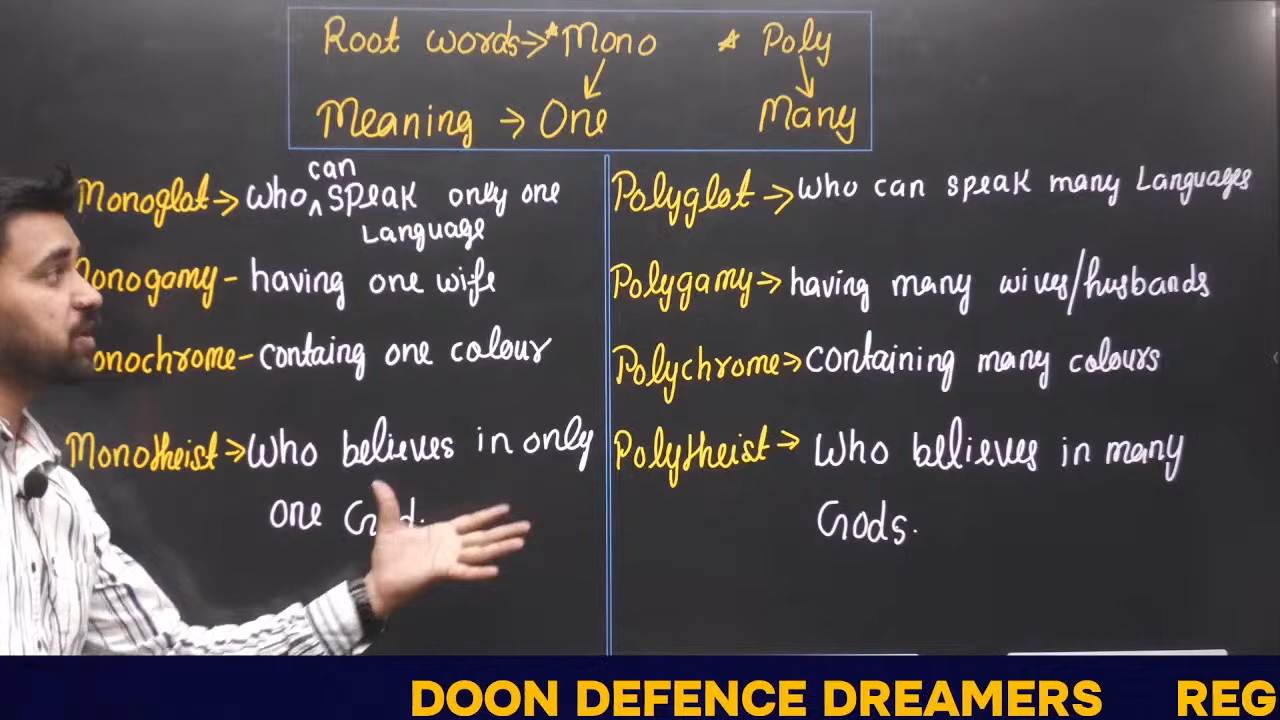 Root words→ *Mono * Poly
Meaning → One Many
Monoglot→ who can speak only one
Language
onogamy- having one wife
onochrome- containg one colour
Monotheist→ Who believes in only
one God.
Polyglot → who can speak many Languages
Polygamy→ having many wives/husbands
Polychrome→ containing many colours
Polytheist → Who believes in many
Gods.
DOON DEFENCE DREAMERS REG